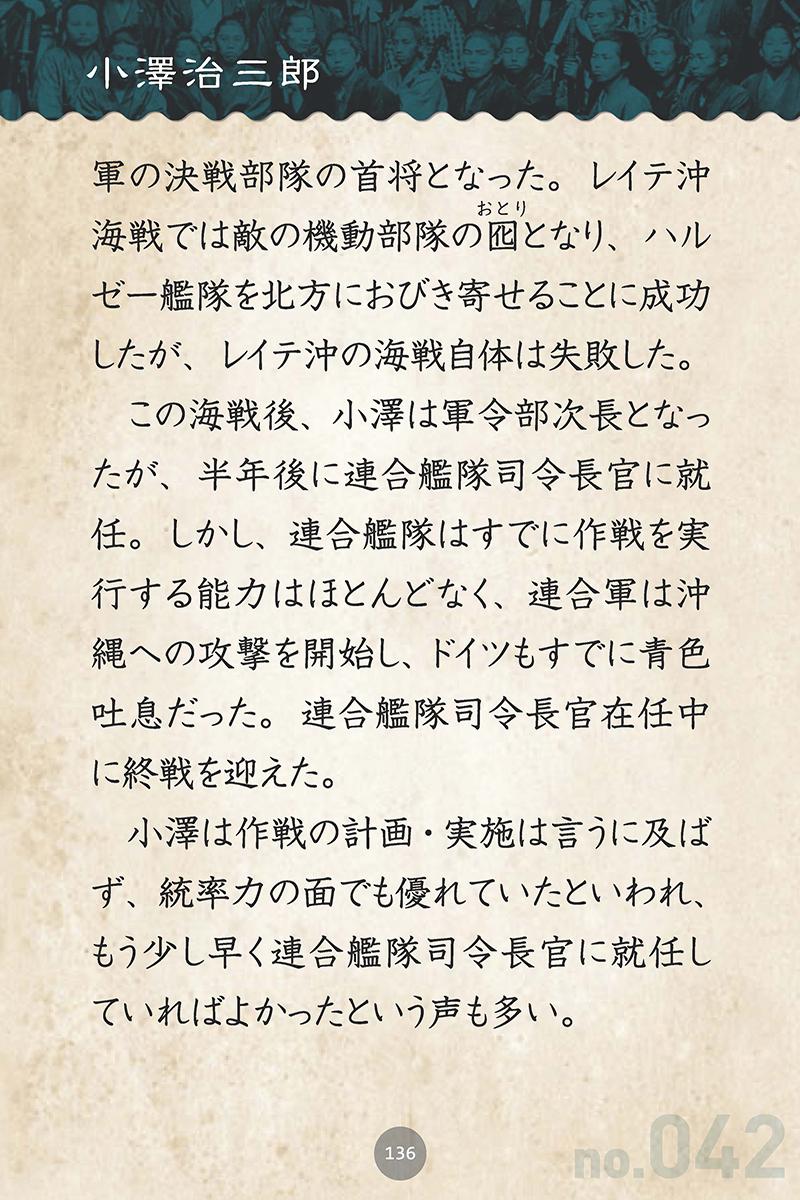 小澤治三郎
軍の決戦部隊の首将となった。レイテ沖
おとり
海戦では敵の機動部隊の囮となり、ハル
ゼー艦隊を北方におびき寄せることに成功
したが、レイテ沖の海戦自体は失敗した。
この海戦後、小澤は軍令部次長となっ
たが、半年後に連合艦隊司令長官に就
任。しかし、連合艦隊はすでに作戦を実
行する能力はほとんどなく、連合軍は沖
縄への攻撃を開始し、ドイツもすでに青色
吐息だった。連合艦隊司令長官在任中
に終戦を迎えた。
小澤は作戦の計画・実施は言うに及ば
ず、統率力の面でも優れていたといわれ、
もう少し早く連合艦隊司令長官に就任し
ていればよかったという声も多い。
136
no.042